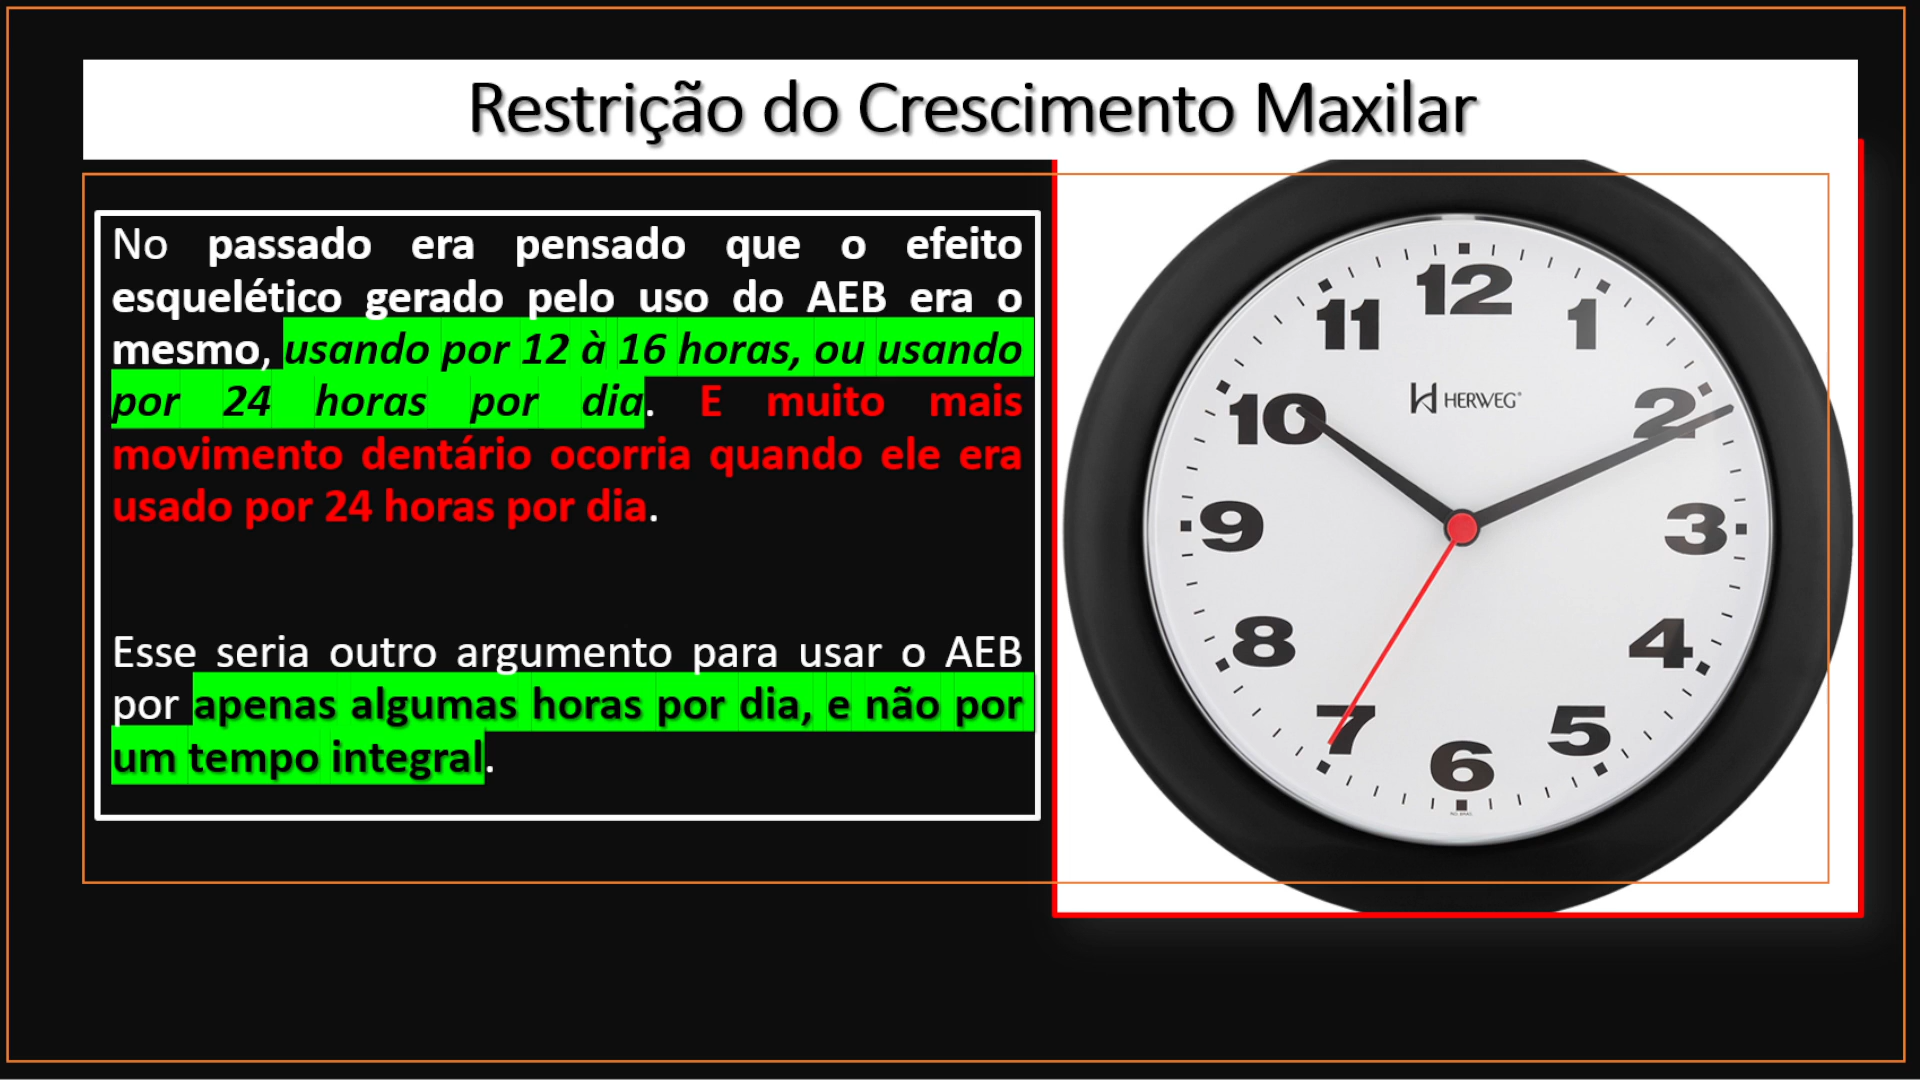 Restrição do Crescimento Maxilar
No passado era pensado que o efeito
esquelético gerado pelo uso do AEB era o
mesmo, usando por 12 à 16 horas, ou usando
por 24 horas por dia. E muito mais
movimento dentário ocorria quando ele era
usado por 24 horas por dia.
Esse seria outro argumento para usar o AEB
por apenas algumas horas por dia, e não por
um tempo integral.
12
11 1
10 2
HERWEG®
9 3
8 4
7 5
6